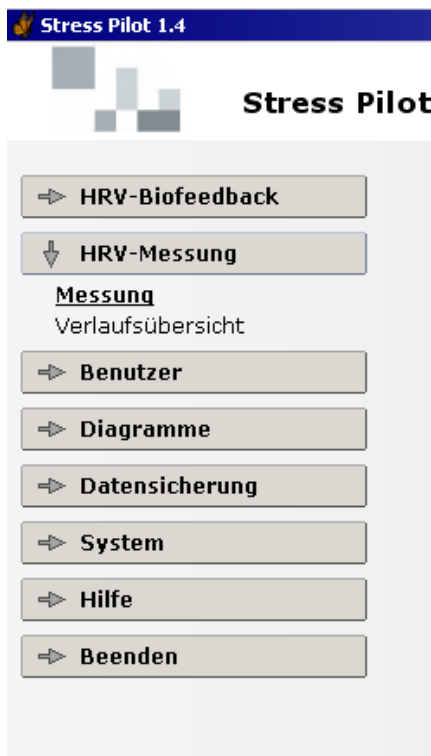 Stress Pilot 1.4
Stress Pilot
HRV-Biofeedback
HRV-Messung
Messung
Verlaufsübersicht
Benutzer
Diagramme
Datensicherung
System
Hilfe
Beenden